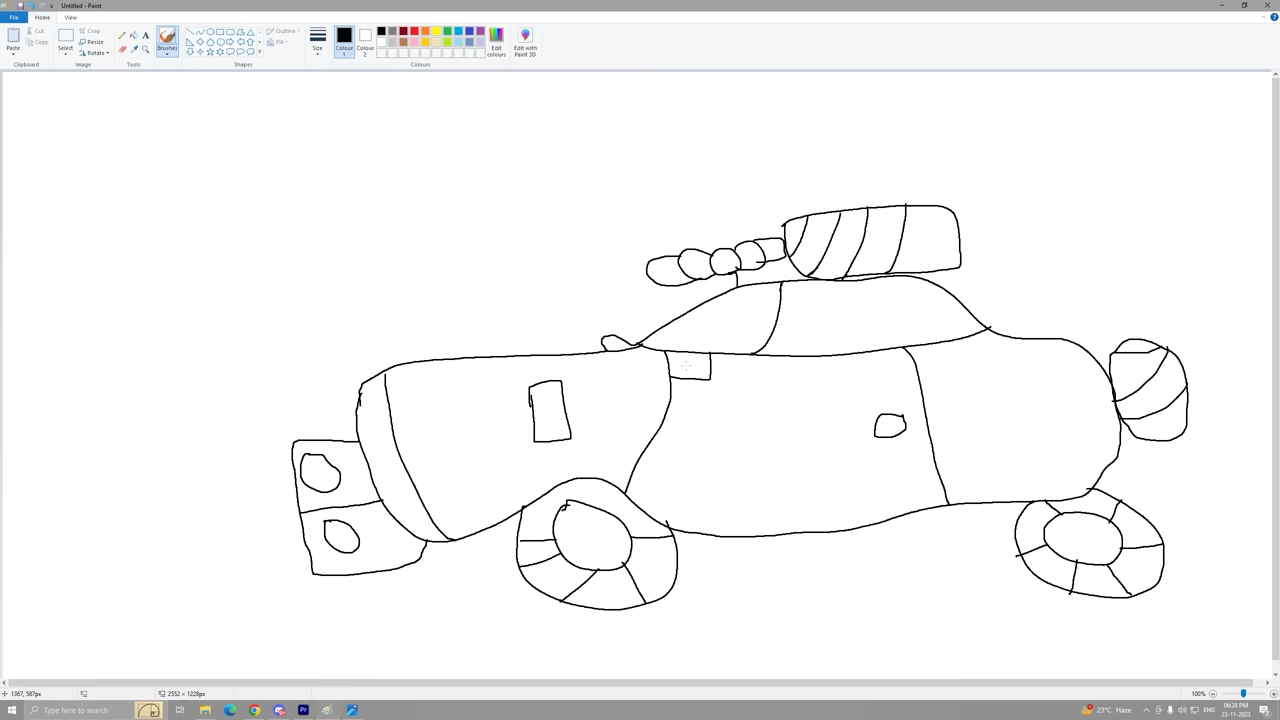 Untitled - Paint
File Home View
Paste
Cut
Copy
Clipboard
Select
Crop
Resize
Rotate
Image
Tools
Brushes
Outline
Fill
Shapes
Size
Colour 1
Colour 2
Edit colours
Edit with Paint 3D
Colours
1367, 587px
2552 × 1228px
100%
Type here to search
23°C Haze
ENG
06:28 PM
23-11-2023